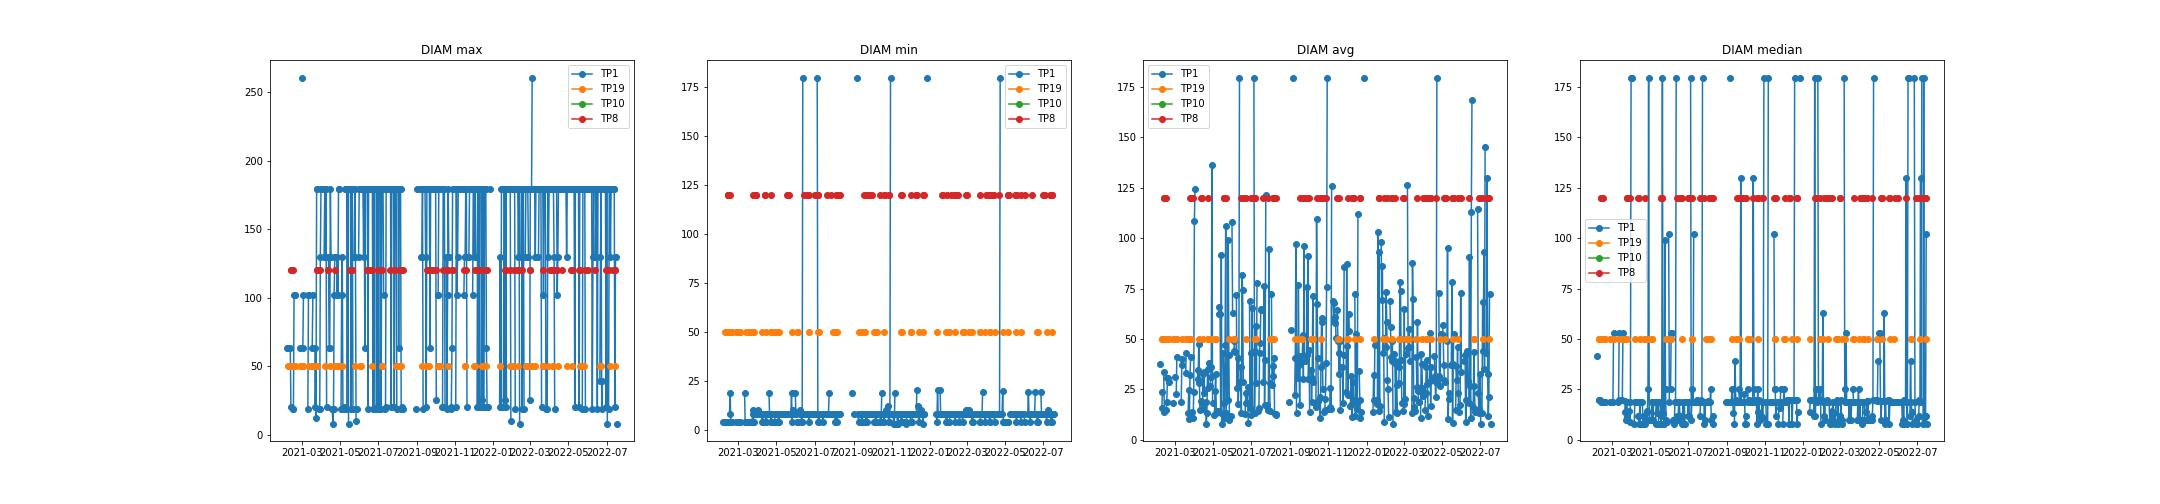 DIAM max
250
200
150
100
50
0
2021-03 2021-05 2021-07 2021-09 2021-11 2022-01 2022-03 2022-05 2022-07
TP1
TP19
TP10
TP8
DIAM min
175
150
125
100
75
50
25
0
2021-03 2021-05 2021-07 2021-09 2021-11 2022-01 2022-03 2022-05 2022-07
TP1
TP19
TP10
TP8
DIAM avg
175
150
125
100
75
50
25
0
2021-03 2021-05 2021-07 2021-09 2021-11 2022-01 2022-03 2022-05 2022-07
TP1
TP19
TP10
TP8
DIAM median
175
150
125
100
75
50
25
0
2021-03 2021-05 2021-07 2021-09 2021-11 2022-01 2022-03 2022-05 2022-07
TP1
TP19
TP10
TP8